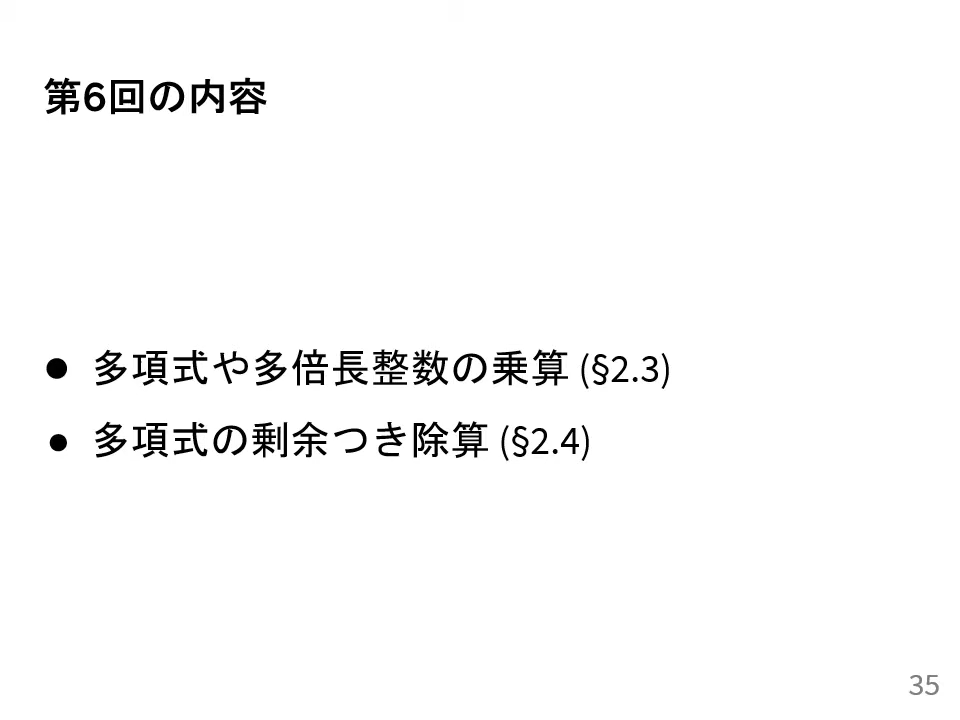 第6回の内容
● 多項式や多倍長整数の乗算 (§2.3)
● 多項式の剰余つき除算 (§2.4)
35